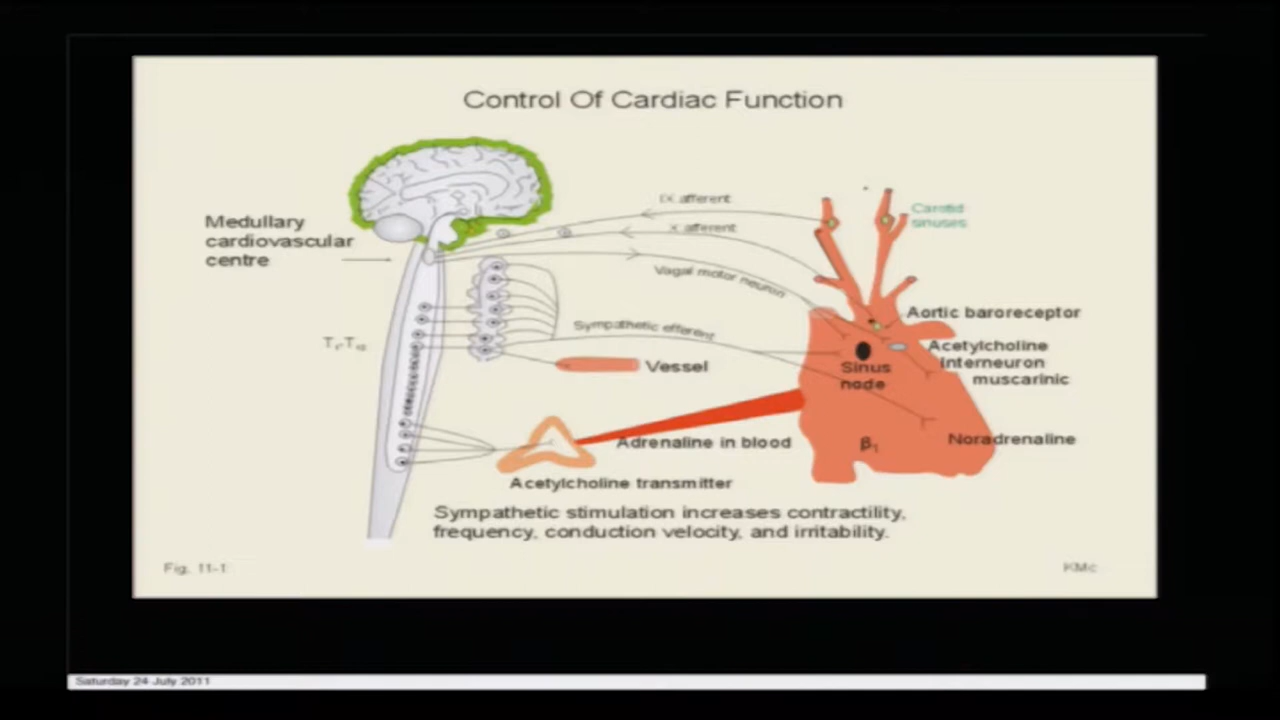 Control Of Cardiac Function
Medullary
cardiovascular
centre
IX afferent
X afferent
Vagal motor neuron
Sympathetic efferent
Carotid
sinuses
Aortic baroreceptor
Acetylcholine
Interneuron
muscarinic
Sinus
node
Vessel
Adrenaline in blood
β₁
Noradrenaline
Acetylcholine transmitter
Sympathetic stimulation increases contractility,
frequency, conduction velocity, and irritability.
Fig. 11-1
KMc
Saturday 24 July 2011